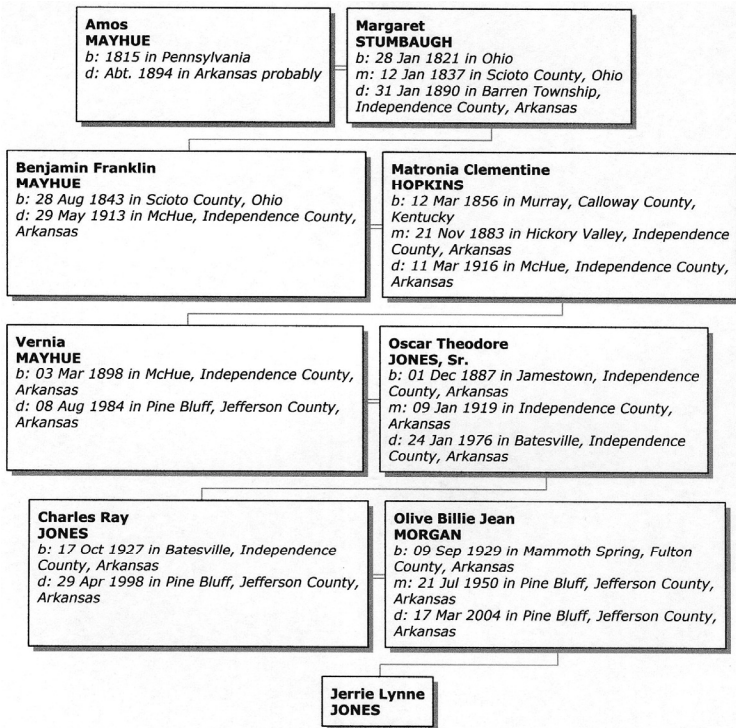 Amos
MAYHUE
b: 1815 in Pennsylvania
d: Abt. 1894 in Arkansas probably
Margaret
STUMBAUGH
b: 28 Jan 1821 in Ohio
m: 12 Jan 1837 in Scioto County, Ohio
d: 31 Jan 1890 in Barren Township,
Independence County, Arkansas
Benjamin Franklin
MAYHUE
b: 28 Aug 1843 in Scioto County, Ohio
d: 29 May 1913 in McHue, Independence County,
Arkansas
Matronia Clementine
HOPKINS
b: 12 Mar 1856 in Murray, Calloway County,
Kentucky
m: 21 Nov 1883 in Hickory Valley, Independence
County, Arkansas
d: 11 Mar 1916 in McHue, Independence County,
Arkansas
Vernia
MAYHUE
b: 03 Mar 1898 in McHue, Independence County,
Arkansas
d: 08 Aug 1984 in Pine Bluff, Jefferson County,
Arkansas
Oscar Theodore
JONES, Sr.
b: 01 Dec 1887 in Jamestown, Independence
County, Arkansas
m: 09 Jan 1919 in Independence County,
Arkansas
d: 24 Jan 1976 in Batesville, Independence
County, Arkansas
Charles Ray
JONES
b: 17 Oct 1927 in Batesville, Independence
County, Arkansas
d: 29 Apr 1998 in Pine Bluff, Jefferson County,
Arkansas
Olive Billie Jean
MORGAN
b: 09 Sep 1929 in Mammoth Spring, Fulton
County, Arkansas
m: 21 Jul 1950 in Pine Bluff, Jefferson County,
Arkansas
d: 17 Mar 2004 in Pine Bluff, Jefferson County,
Arkansas
Jerrie Lynne
JONES